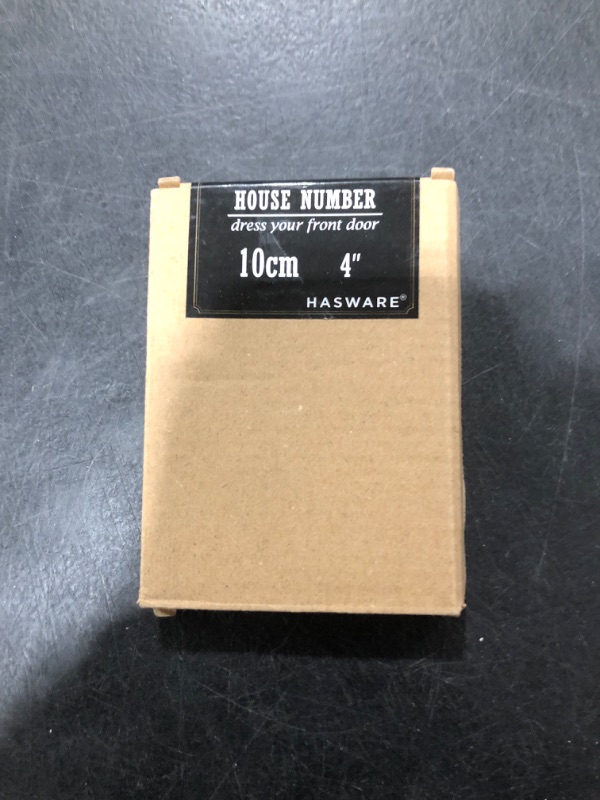 HOUSE NUMBER
dress your front door
10cm 4"
HASWARE®